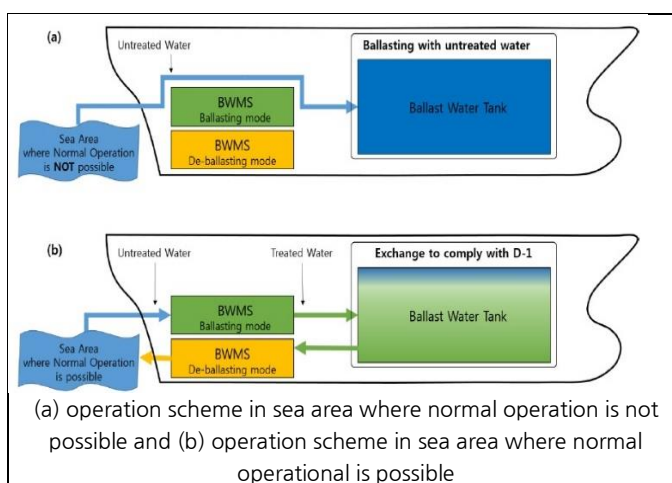 (a)
Untreated Water
Ballasting with untreated water
BWMS
Ballasting mode
Ballast Water Tank
BWMS
De-ballasting mode
Sea Area
where Normal Operation
is NOT possible
(b)
Untreated Water
Treated Water
Exchange to comply with D-1
BWMS
Ballasting mode
Ballast Water Tank
BWMS
De-ballasting mode
Sea Area
where Normal Operation
is possible
(a) operation scheme in sea area where normal operation is not
possible and (b) operation scheme in sea area where normal
operational is possible